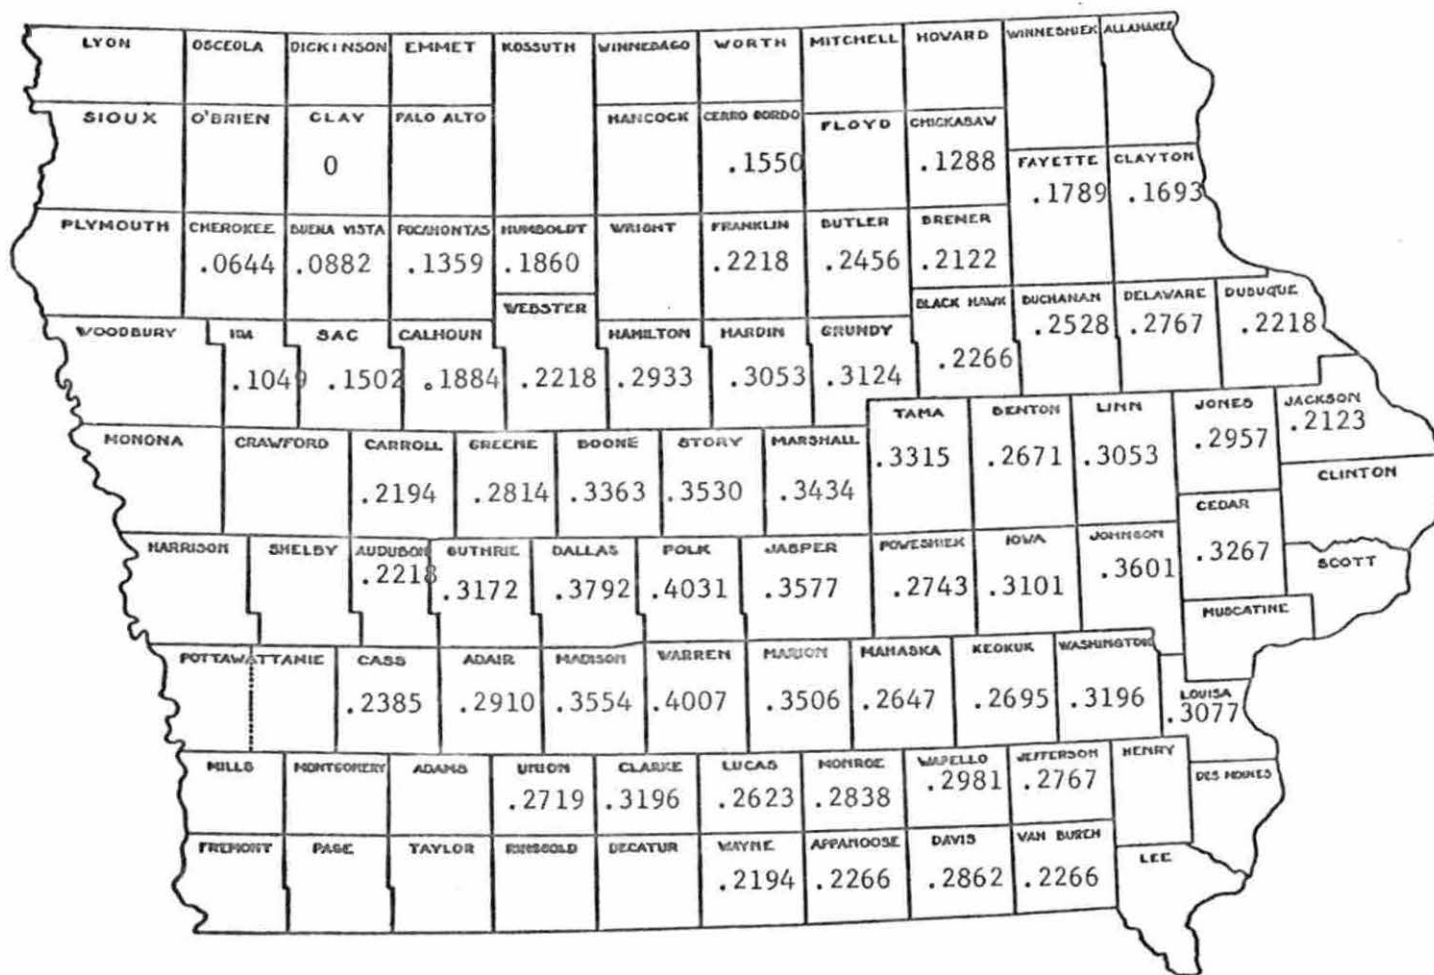 LYON OSCEOLA DICKINSON EMMET KOSSUTH WINNEBAGO WORTH MITCHELL HOWARD WINNESHIEK ALLAMAKEE
SIOUX O'BRIEN CLAY PALO ALTO HANCOCK CERRO GORDO FLOYD CHICKASAW
0 .1550 .1288
FAYETTE CLAYTON
.1789 .1693
PLYMOUTH CHEROKEE BUENA VISTA POCAHONTAS HUMBOLDT WRIGHT FRANKLIN BUTLER BREMER
.0644 .0882 .1359 .1860 .2218 .2456 .2122
WEBSTER BLACK HAWK BUCHANAN DELAWARE DUBUQUE
.2528 .2767 .2218
WOODBURY IDA SAC CALHOUN HAMILTON HARDIN GRUNDY
.1049 .1502 .1884 .2218 .2933 .3053 .3124 .2266
TAMA BENTON LINN JONES JACKSON
.3315 .2671 .3053 .2957 .2123
MONONA CRAWFORD CARROLL GREENE BOONE STORY MARSHALL
.2194 .2814 .3363 .3530 .3434
CLINTON
CEDAR
.3267
HARRISON SHELBY AUDUBON GUTHRIE DALLAS POLK JASPER POWESHIEK IOWA JOHNSON
.2218 .3172 .3792 .4031 .3577 .2743 .3101 .3601
SCOTT
MUSCATINE
POTTAWATTAMIE CASS ADAIR MADISON WARREN MARION MAHASKA KEOKUK WASHINGTON
.2385 .2910 .3554 .4007 .3506 .2647 .2695 .3196
LOUISA
.3077
MILLS MONTGOMERY ADAMS UNION CLARKE LUCAS MONROE WAPELLO JEFFERSON HENRY DES MOINES
.2719 .3196 .2623 .2838 .2981 .2767
FREMONT PAGE TAYLOR RINGGOLD DECATUR WAYNE APPANOOSE DAVIS VAN BUREN LEE
.2194 .2266 .2862 .2266